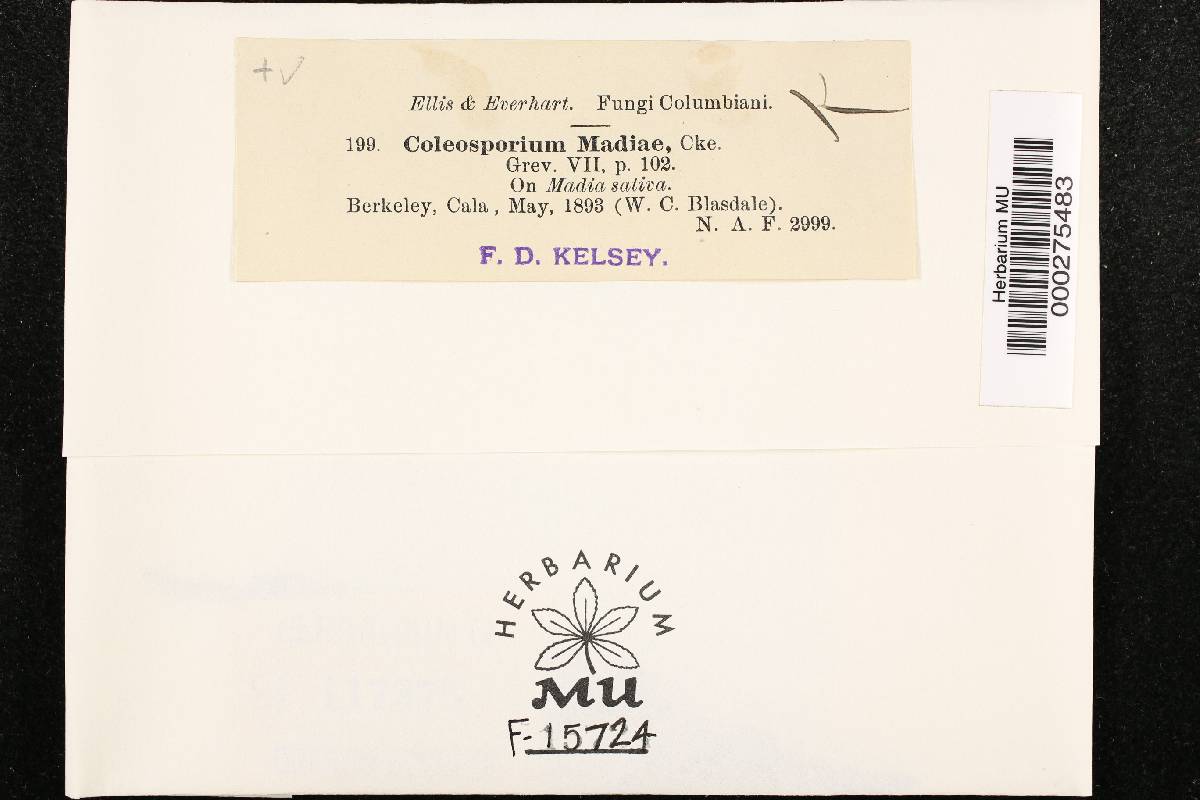 Ellis & Everhart. Fungi Columbiani.
199. Coleosporium Madiae, Cke.
Grev. VII, p. 102.
On Madia sativa.
Berkeley, Cala, May, 1893 (W. C. Blasdale).
N. A. F. 2999.
F. D. KELSEY.
Herbarium MU
000275483
HERBARIUM
MU
F-15724